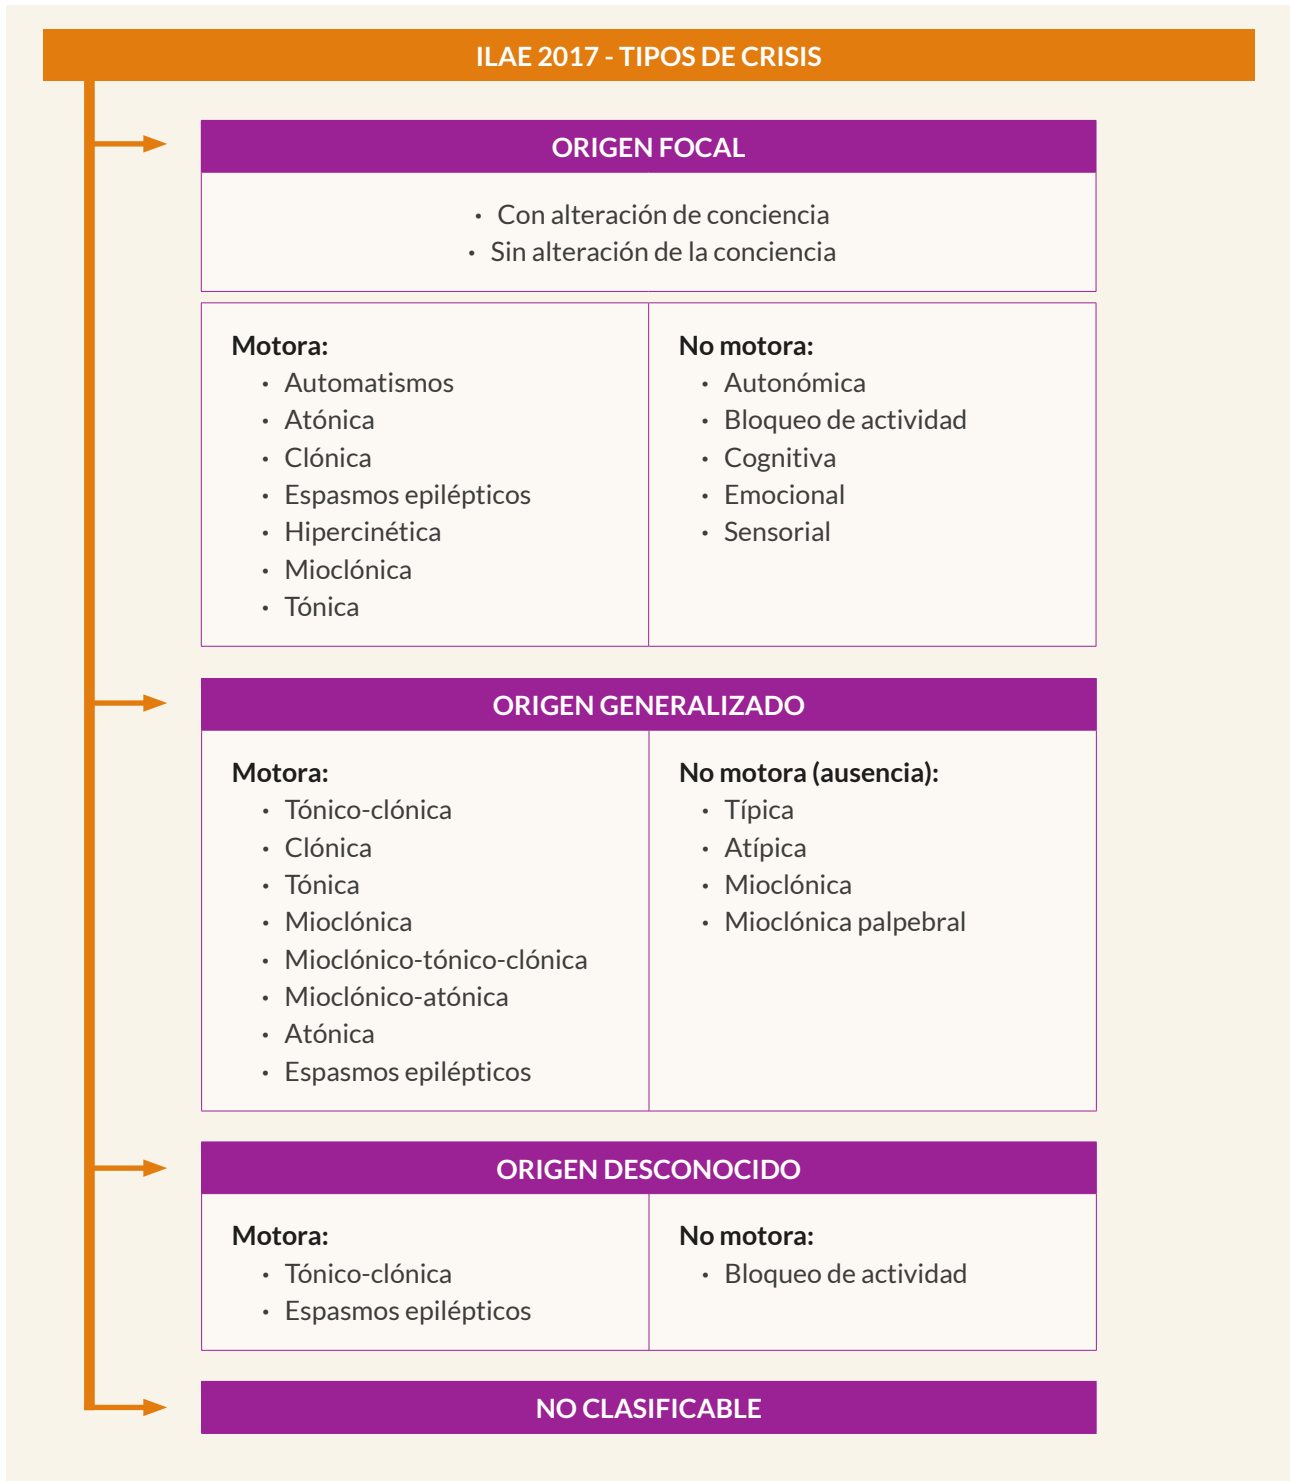 ILAE 2017 - TIPOS DE CRISIS
ORIGEN FOCAL
• Con alteración de conciencia
• Sin alteración de la conciencia
Motora:
• Automatismos
• Atónica
• Clónica
• Espasmos epilépticos
• Hipercinética
• Mioclónica
• Tónica
No motora:
• Autonómica
• Bloqueo de actividad
• Cognitiva
• Emocional
• Sensorial
ORIGEN GENERALIZADO
Motora:
• Tónico-clónica
• Clónica
• Tónica
• Mioclónica
• Mioclónico-tónico-clónica
• Mioclónico-atónica
• Atónica
• Espasmos epilépticos
No motora (ausencia):
• Típica
• Atípica
• Mioclónica
• Mioclónica palpebral
ORIGEN DESCONOCIDO
Motora:
• Tónico-clónica
• Espasmos epilépticos
No motora:
• Bloqueo de actividad
NO CLASIFICABLE